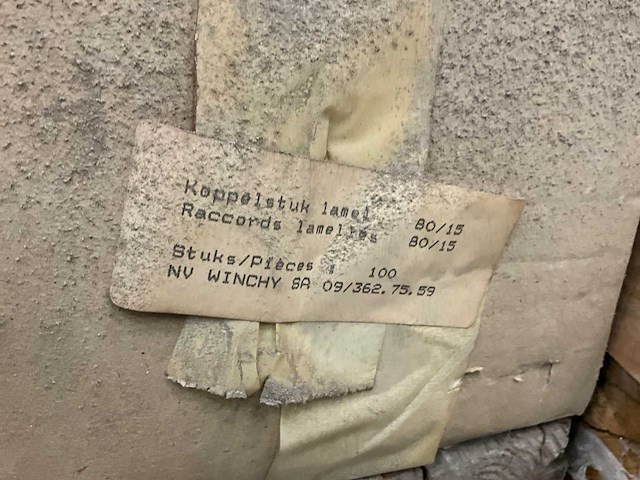 Koppelstuk lamel 80/15
Raccords lamelles 80/15
Stuks/Pièces : 100
NV WINCHY SA 09/362.75.59